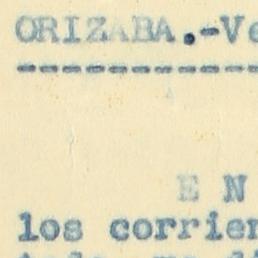 ORIZABA.-Ve
-----------
E N
los corrien